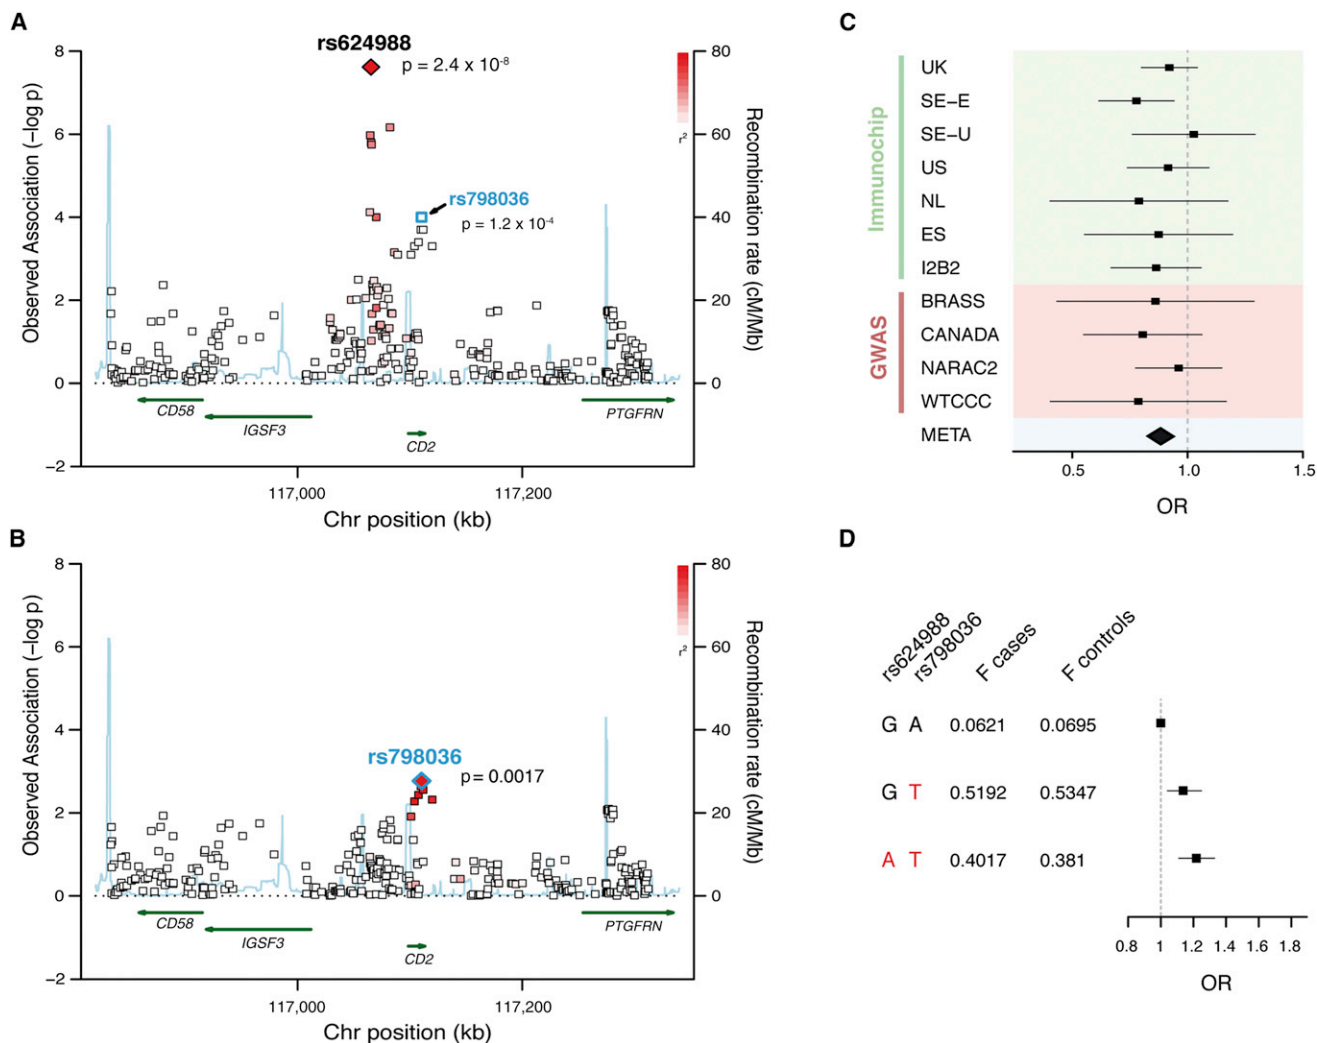 A
rs624988
p = 2.4 x 10-8
rs798036
p = 1.2 x 10-4
r²
Observed Association (−log p)
8
6
4
2
0
−2
80
60
40
20
0
Recombination rate (cM/Mb)
CD58
IGSF3
CD2
PTGFRN
117,000
117,200
Chr position (kb)
B
rs798036
p = 0.0017
r²
Observed Association (−log p)
8
6
4
2
0
−2
80
60
40
20
0
Recombination rate (cM/Mb)
CD58
IGSF3
CD2
PTGFRN
117,000
117,200
Chr position (kb)
C
Immunochip
UK
SE−E
SE−U
US
NL
ES
I2B2
GWAS
BRASS
CANADA
NARAC2
WTCCC
META
0.5
1.0
1.5
OR
D
rs624988
rs798036
F cases
F controls
G A 0.0621 0.0695
G T 0.5192 0.5347
A T 0.4017 0.381
0.8 1 1.2 1.4 1.6 1.8
OR